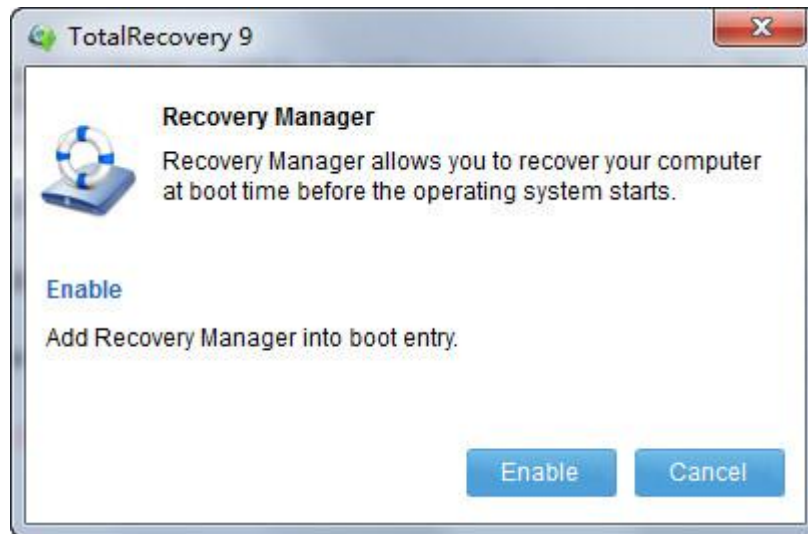 TotalRecovery 9
Recovery Manager
Recovery Manager allows you to recover your computer
at boot time before the operating system starts.
Enable
Add Recovery Manager into boot entry.
Enable
Cancel